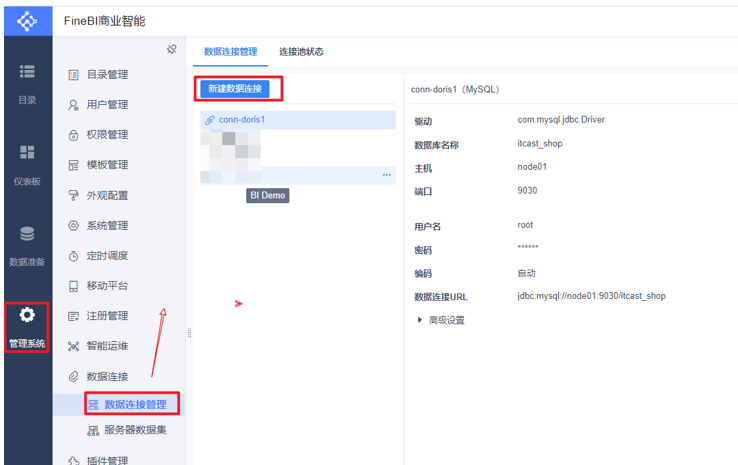 FineBI商业智能
目录
仪表板
数据准备
管理系统
目录管理
用户管理
权限管理
模板管理
外观配置
系统管理
定时调度
移动平台
注册管理
智能运维
数据连接
数据连接管理
服务器数据集
插件管理
数据连接管理 连接池状态
新建数据连接
conn-doris1
BI Demo
conn-doris1（MySQL）
驱动 com.mysql.jdbc.Driver
数据库名称 itcast_shop
主机 node01
端口 9030
用户名 root
密码 ******
编码 自动
数据连接URL jdbc:mysql://node01:9030/itcast_shop
高级设置